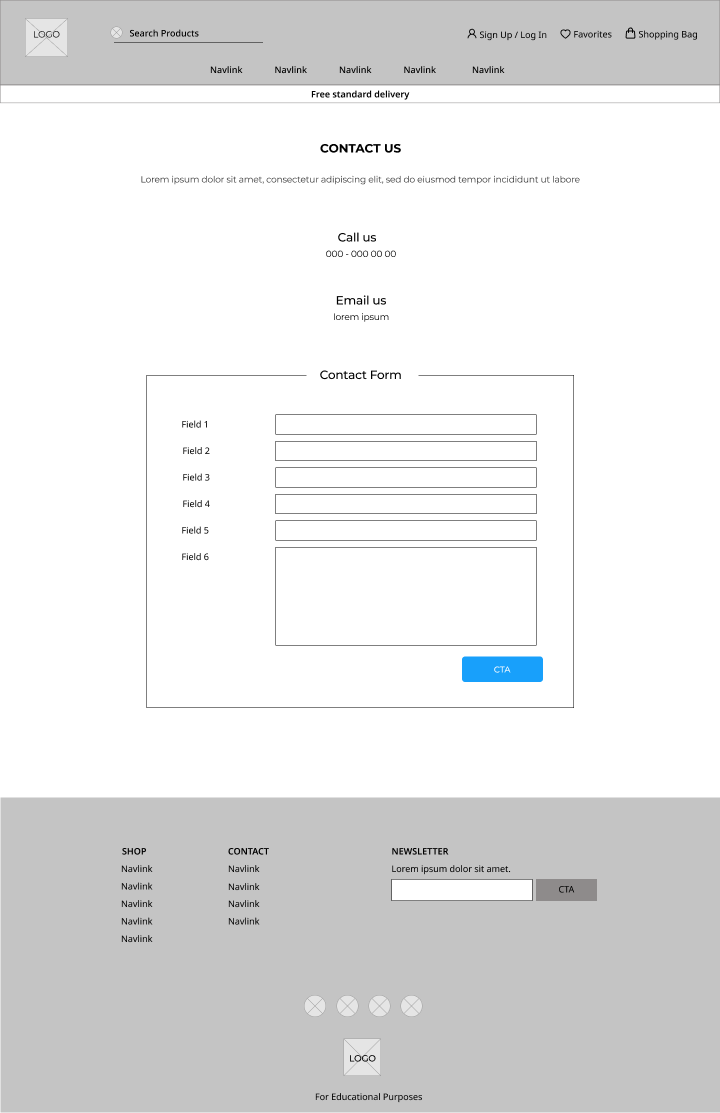 LOGO
Search Products
Sign Up / Log In
Favorites
Shopping Bag
Navlink
Navlink
Navlink
Navlink
Navlink
Free standard delivery
CONTACT US
Lorem ipsum dolor sit amet, consectetur adipiscing elit, sed do eiusmod tempor incididunt ut labore
Call us
000 - 000 00 00
Email us
lorem ipsum
Contact Form
Field 1
Field 2
Field 3
Field 4
Field 5
Field 6
CTA
SHOP
Navlink
Navlink
Navlink
Navlink
Navlink
CONTACT
Navlink
Navlink
Navlink
Navlink
NEWSLETTER
Lorem ipsum dolor sit amet.
CTA
LOGO
For Educational Purposes